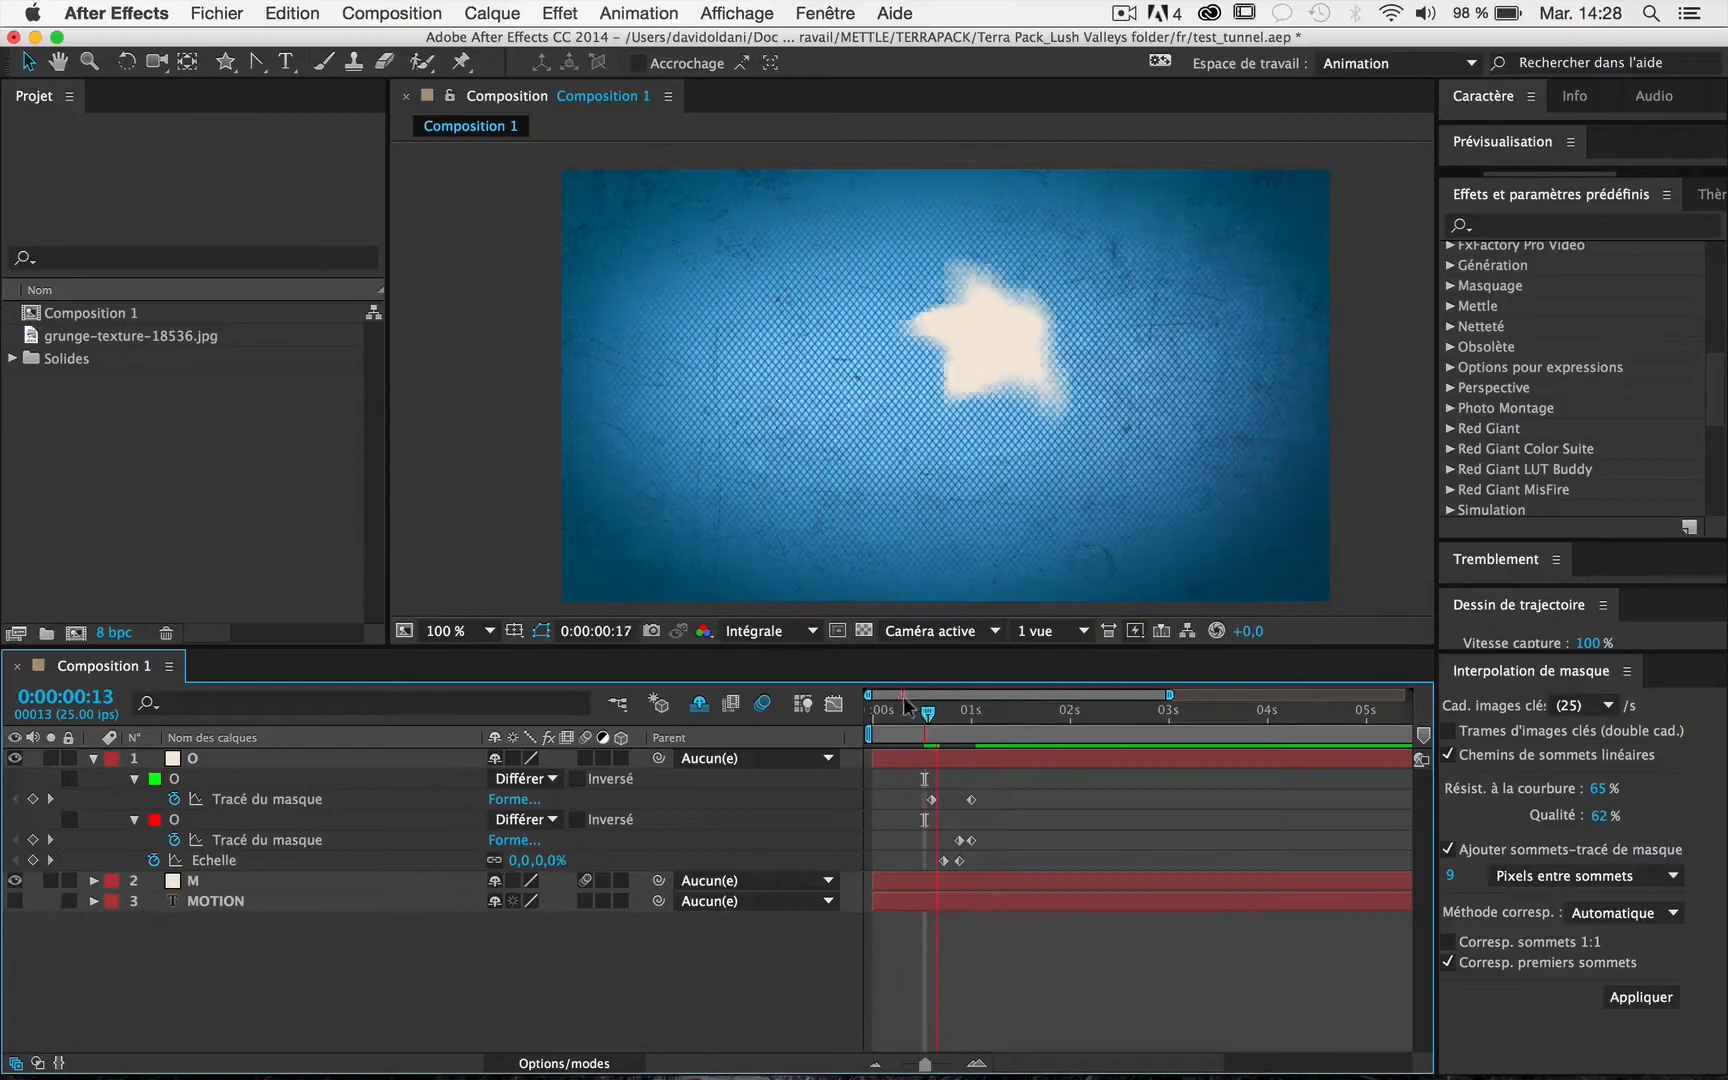 After Effects Fichier Edition Composition Calque Effet Animation Affichage Fenêtre Aide 4 98 % Mar. 14:28
Adobe After Effects CC 2014 - /Users/davidoldani/Doc ... ravail/METTLE/TERRAPACK/Terra Pack_Lush Valleys folder/fr/test_tunnel.aep *
Accrochage Espace de travail : Animation Rechercher dans l'aide
Projet
Composition Composition 1
Composition 1
Caractère Info Audio
Prévisualisation
Effets et paramètres prédéfinis Thèr
FxFactory Pro Video
Génération
Masquage
Mettle
Netteté
Obsolète
Options pour expressions
Perspective
Photo Montage
Red Giant
Red Giant Color Suite
Red Giant LUT Buddy
Red Giant MisFire
Simulation
Nom
Composition 1
grunge-texture-18536.jpg
Solides
8 bpc
100 % 0:00:00:17 Intégrale Caméra active 1 vue +0,0
Tremblement
Dessin de trajectoire
Vitesse capture : 100 %
Interpolation de masque
Cad. images clé: (25) /s
Trames d'images clés (double cad.)
Chemins de sommets linéaires
Résist. à la courbure : 65 %
Qualité : 62 %
Ajouter sommets-tracé de masque
9 Pixels entre sommets
Méthode corresp. : Automatique
Corresp. sommets 1:1
Corresp. premiers sommets
Appliquer
Composition 1
0:00:00:13
00013 (25.00 ips)
:00s 01s 02s 03s 04s 05s
N° Nom des calques fx Parent
1 O Aucun(e)
O Différer Inversé
Tracé du masque Forme...
O Différer Inversé
Tracé du masque Forme...
Echelle 0,0,0,0%
2 M Aucun(e)
3 T MOTION Aucun(e)
Options/modes